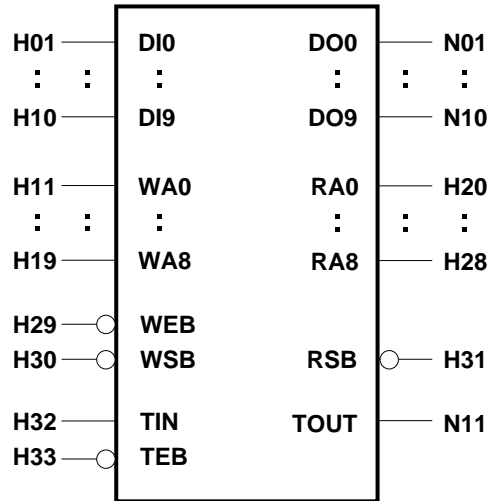 H01 DI0 DO0 N01
: : : : : :
H10 DI9 DO9 N10
H11 WA0 RA0 H20
: : : : : :
H19 WA8 RA8 H28
H29 WEB
H30 WSB RSB H31
H32 TIN TOUT N11
H33 TEB